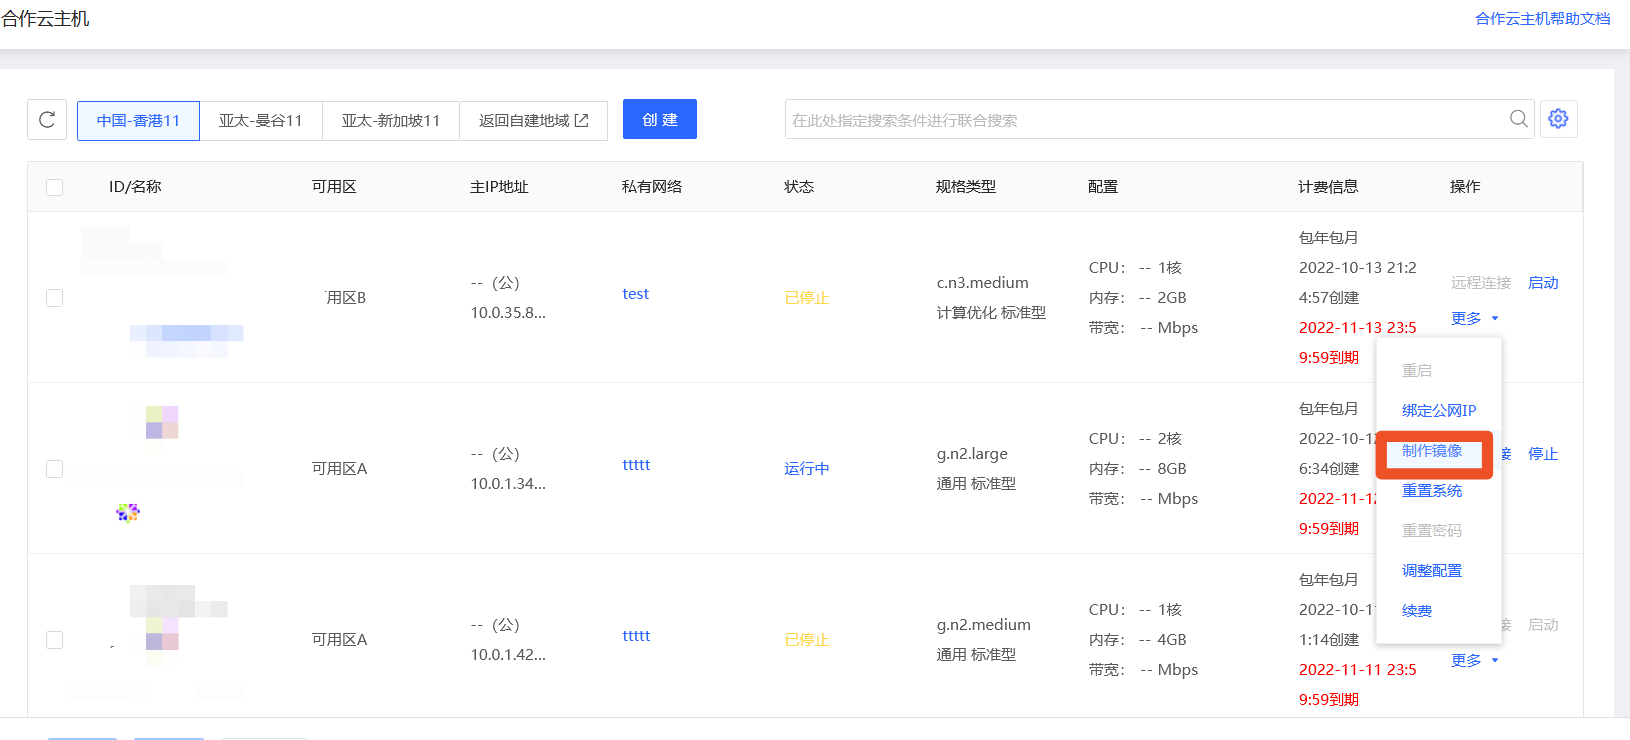 合作云主机
合作云主机帮助文档
中国-香港11
亚太-曼谷11
亚太-新加坡11
返回自建地域
创 建
在此处指定搜索条件进行联合搜索
ID/名称
可用区
主IP地址
私有网络
状态
规格类型
配置
计费信息
操作
用区B
-- (公)
10.0.35.8...
test
已停止
c.n3.medium
计算优化 标准型
CPU： -- 1核
内存： -- 2GB
带宽： -- Mbps
包年包月
2022-10-13 21:2
4:57创建
2022-11-13 23:5
9:59到期
远程连接 启动
更多
重启
绑定公网IP
制作镜像
重置系统
重置密码
调整配置
续费
可用区A
-- (公)
10.0.1.34...
ttttt
运行中
g.n2.large
通用 标准型
CPU： -- 2核
内存： -- 8GB
带宽： -- Mbps
包年包月
2022-10-12
6:34创建
2022-11-12
9:59到期
接 停止
可用区A
-- (公)
10.0.1.42...
ttttt
已停止
g.n2.medium
通用 标准型
CPU： -- 1核
内存： -- 4GB
带宽： -- Mbps
包年包月
2022-10-1
1:14创建
2022-11-11 23:5
9:59到期
接 启动
更多